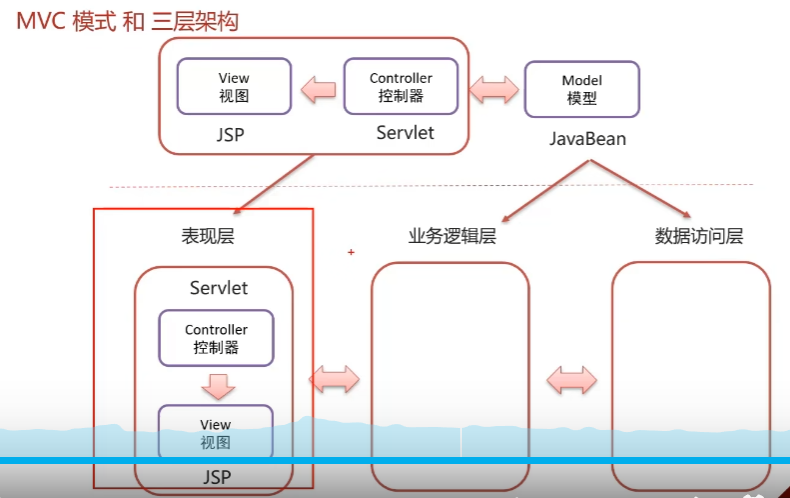 MVC 模式 和 三层架构
View
视图
JSP
Controller
控制器
Servlet
Model
模型
JavaBean
表现层
业务逻辑层
数据访问层
Servlet
Controller
控制器
View
视图
JSP